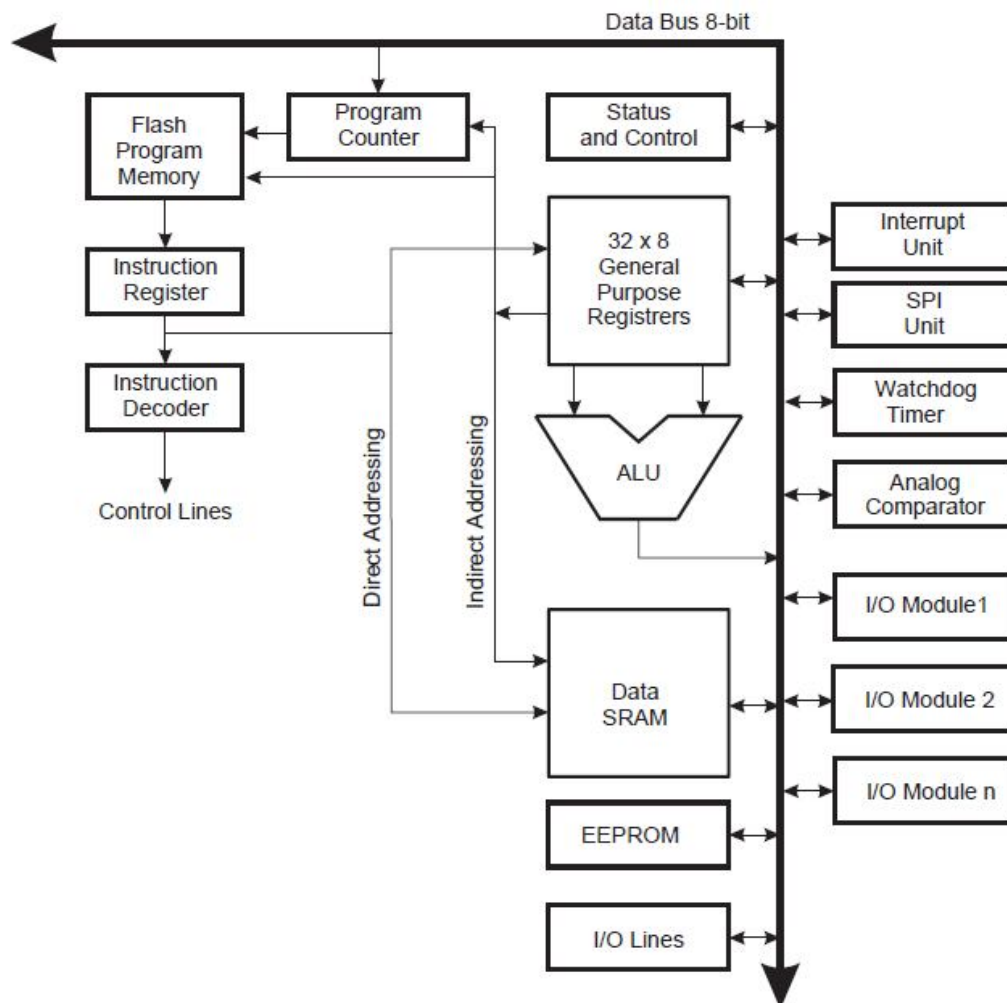 Data Bus 8-bit
Flash
Program
Memory
Program
Counter
Status
and Control
32 x 8
General
Purpose
Registrers
Interrupt
Unit
Instruction
Register
SPI
Unit
Instruction
Decoder
Watchdog
Timer
ALU
Analog
Comparator
Control Lines
Direct Addressing
Indirect Addressing
I/O Module1
Data
SRAM
I/O Module 2
I/O Module n
EEPROM
I/O Lines